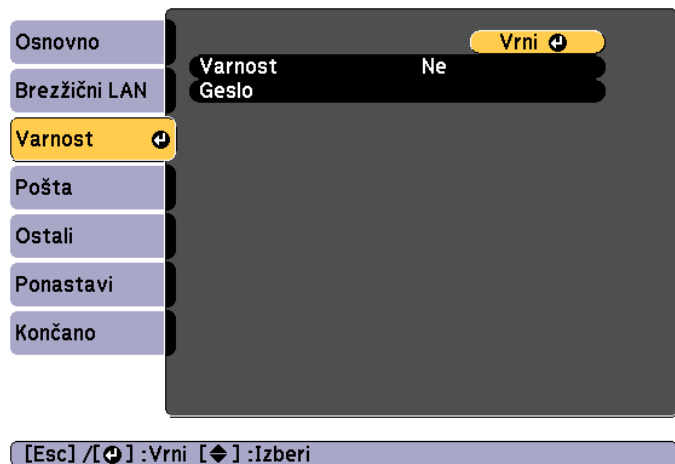 Osnovno
Brezžični LAN
Varnost
Pošta
Ostali
Ponastavi
Končano
Vrni
Varnost Ne
Geslo
[Esc] /[ ] :Vrni [ ] :Izberi